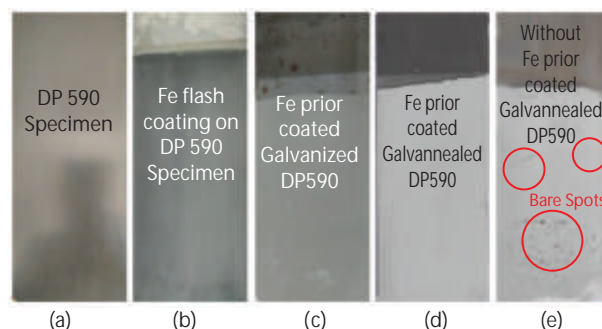 DP 590
Specimen
Fe flash
coating on
DP 590
Specimen
Fe prior
coated
Galvanized
DP590
Fe prior
coated
Galvannealed
DP590
Without
Fe prior
coated
Galvannealed
DP590
Bare Spots
(a)
(b)
(c)
(d)
(e)